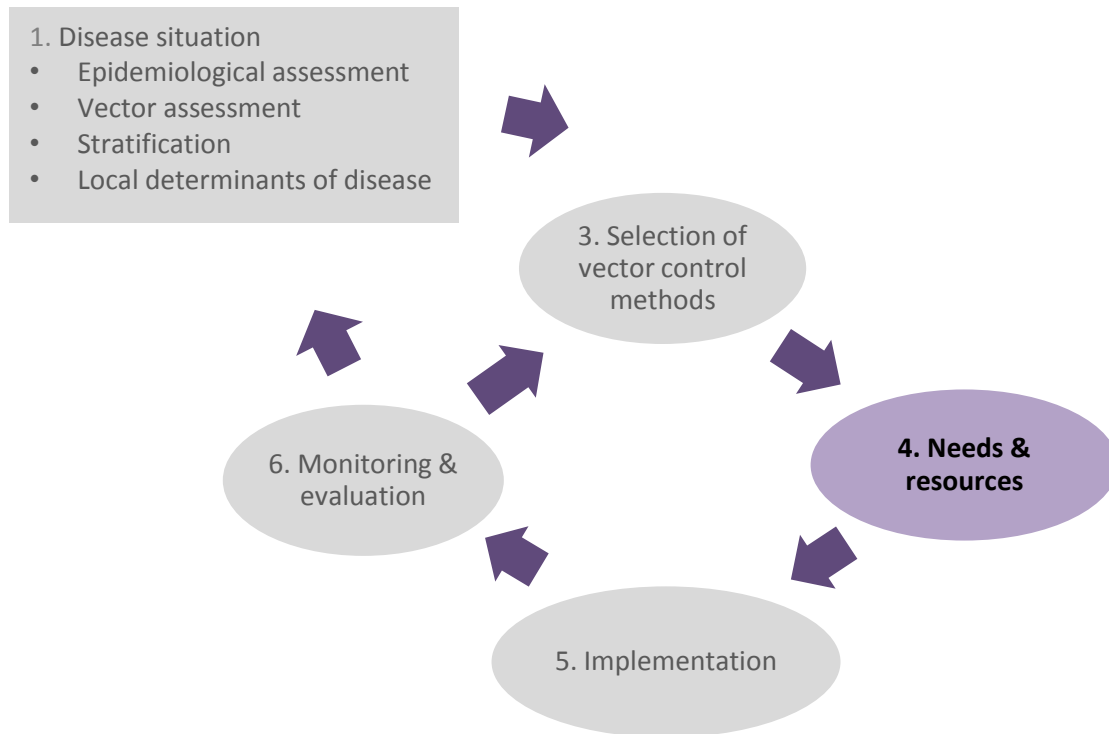 1. Disease situation
• Epidemiological assessment
• Vector assessment
• Stratification
• Local determinants of disease
3. Selection of
vector control
methods
4. Needs &
resources
6. Monitoring &
evaluation
5. Implementation